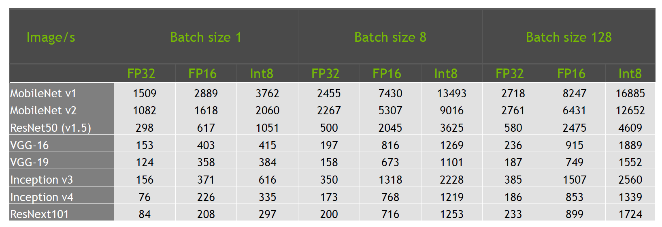 Image/s Batch size 1 Batch size 8 Batch size 128
FP32 FP16 Int8 FP32 FP16 Int8 FP32 FP16 Int8
MobileNet v1 1509 2889 3762 2455 7430 13493 2718 8247 16885
MobileNet v2 1082 1618 2060 2267 5307 9016 2761 6431 12652
ResNet50 (v1.5) 298 617 1051 500 2045 3625 580 2475 4609
VGG-16 153 403 415 197 816 1269 236 915 1889
VGG-19 124 358 384 158 673 1101 187 749 1552
Inception v3 156 371 616 350 1318 2228 385 1507 2560
Inception v4 76 226 335 173 768 1219 186 853 1339
ResNext101 84 208 297 200 716 1253 233 899 1724